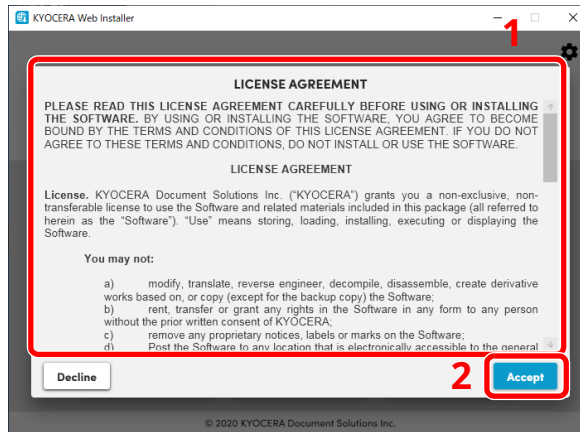 KYOCERA Web Installer
1
LICENSE AGREEMENT
PLEASE READ THIS LICENSE AGREEMENT CAREFULLY BEFORE USING OR INSTALLING
THE SOFTWARE. BY USING OR INSTALLING THE SOFTWARE, YOU AGREE TO BECOME
BOUND BY THE TERMS AND CONDITIONS OF THIS LICENSE AGREEMENT. IF YOU DO NOT
AGREE TO THESE TERMS AND CONDITIONS, DO NOT INSTALL OR USE THE SOFTWARE.
LICENSE AGREEMENT
License. KYOCERA Document Solutions Inc. (“KYOCERA”) grants you a non-exclusive, non-
transferable license to use the Software and related materials included in this package (all referred to
herein as the “Software”). “Use” means storing, loading, installing, executing or displaying the
Software.
You may not:
a) modify, translate, reverse engineer, decompile, disassemble, create derivative
works based on, or copy (except for the backup copy) the Software;
b) rent, transfer or grant any rights in the Software in any form to any person
without the prior written consent of KYOCERA;
c) remove any proprietary notices, labels or marks on the Software;
d) Post the Software to any location that is electronically accessible to the general
Decline
2
Accept
© 2020 KYOCERA Document Solutions Inc.